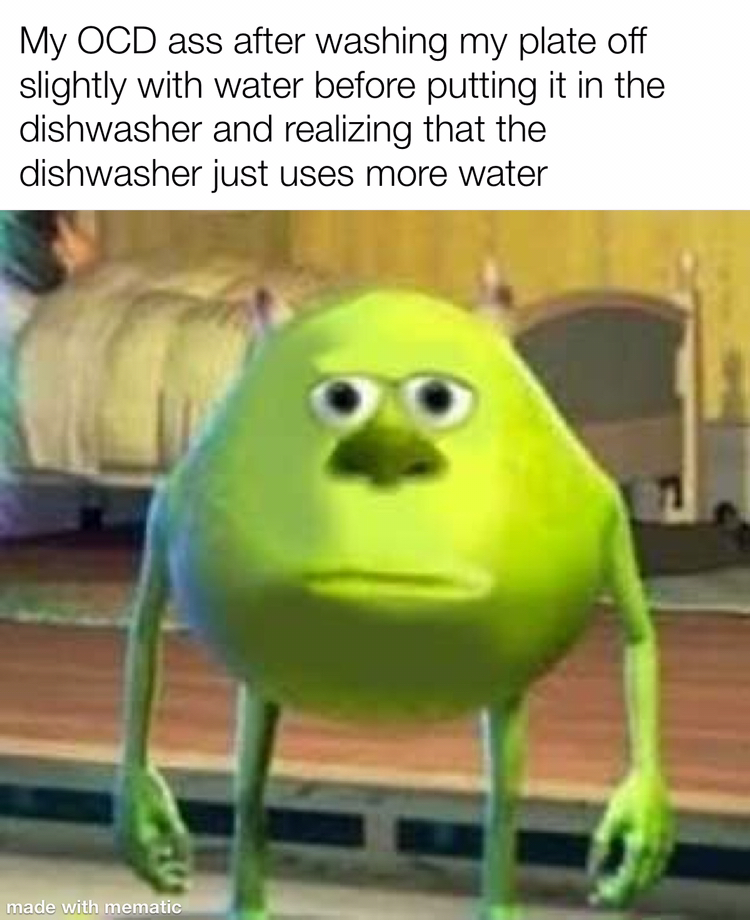 My OCD ass after washing my plate off
slightly with water before putting it in the
dishwasher and realizing that the
dishwasher just uses more water
made with mematic